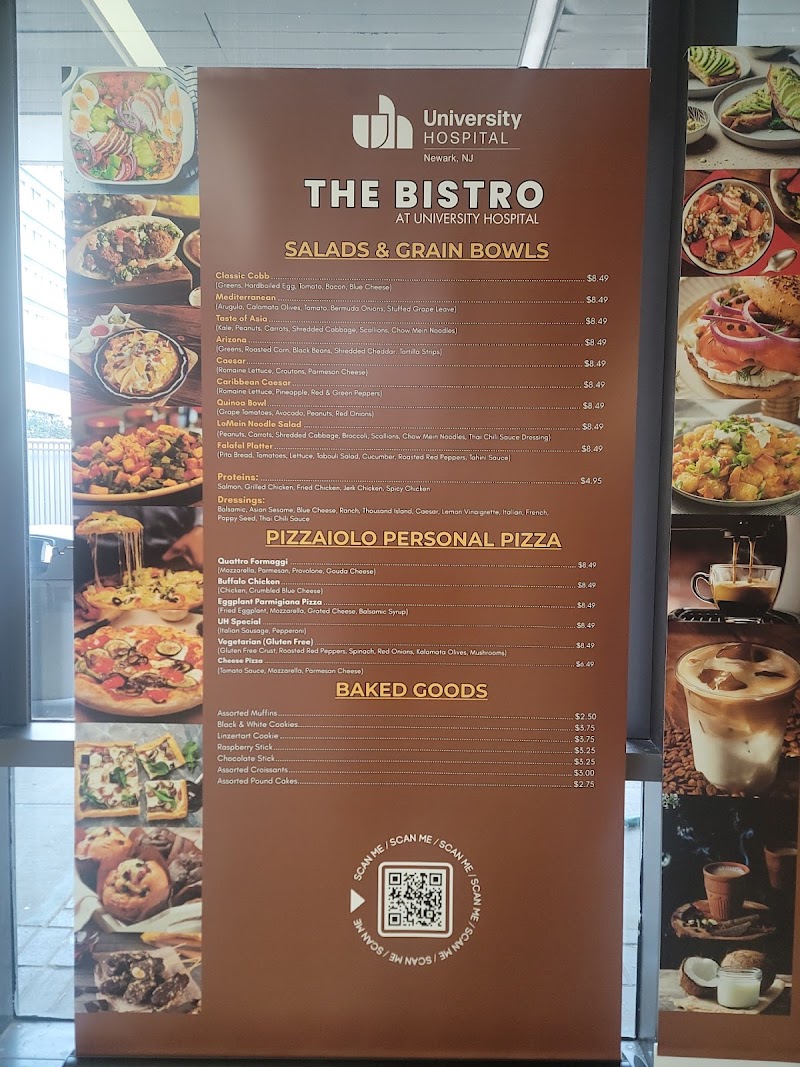 University
HOSPITAL
Newark, NJ
THE BISTRO
AT UNIVERSITY HOSPITAL
SALADS & GRAIN BOWLS
Classic Cobb $8.49
(Greens, Hardboiled Egg, Tomato, Bacon, Blue Cheese)
Mediterranean $8.49
(Arugula, Calamata Olives, Tomato, Bermuda Onions, Stuffed Grape Leave)
Taste of Asia $8.49
(Kale, Peanuts, Carrots, Shredded Cabbage, Scallions, Chow Mein Noodles)
Arizona $8.49
(Greens, Roasted Corn, Black Beans, Shredded Cheddar, Tortilla Strips)
Caesar $8.49
(Romaine Lettuce, Croutons, Parmesan Cheese)
Caribbean Caesar $8.49
(Romaine Lettuce, Pineapple, Red & Green Peppers)
Quinoa Bowl $8.49
(Grape Tomatoes, Avocado, Peanuts, Red Onions)
LoMein Noodle Salad $8.49
(Peanuts, Carrots, Shredded Cabbage, Broccoli, Scallions, Chow Mein Noodles, Thai Chili Sauce Dressing)
Falafel Platter $8.49
(Pita Bread, Tomatoes, Lettuce, Tabouli Salad, Cucumber, Roasted Red Peppers, Tahini Sauce)
Proteins: $4.95
Salmon, Grilled Chicken, Fried Chicken, Jerk Chicken, Spicy Chicken
Dressings:
Balsamic, Asian Sesame, Blue Cheese, Ranch, Thousand Island, Caesar, Lemon Vinaigrette, Italian, French,
Poppy Seed, Thai Chili Sauce
PIZZAIOLO PERSONAL PIZZA
Quattro Formaggi $8.49
(Mozzarella, Parmesan, Provolone, Gouda Cheese)
Buffalo Chicken $8.49
(Chicken, Crumbled Blue Cheese)
Eggplant Parmigiana Pizza $8.49
(Fried Eggplant, Mozzarella, Grated Cheese, Balsamic Syrup)
UH Special $8.49
(Italian Sausage, Pepperoni)
Vegetarian (Gluten Free) $8.49
(Gluten Free Crust, Roasted Red Peppers, Spinach, Red Onions, Kalamata Olives, Mushrooms)
Cheese Pizza $6.49
(Tomato Sauce, Mozzarella, Parmesan Cheese)
BAKED GOODS
Assorted Muffins $2.50
Black & White Cookies $3.75
Linzertart Cookie $3.75
Raspberry Stick $3.25
Chocolate Stick $3.25
Assorted Croissants $3.00
Assorted Pound Cakes $2.75
SCAN ME / SCAN ME / SCAN ME / SCAN ME / SCAN ME / SCAN ME / SCAN ME